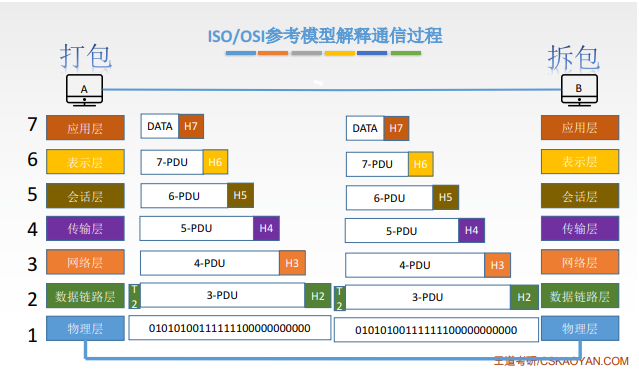 ISO/OSI参考模型解释通信过程
打包
拆包
A
B
7 应用层 DATA H7 DATA H7 应用层
6 表示层 7-PDU H6 7-PDU H6 表示层
5 会话层 6-PDU H5 6-PDU H5 会话层
4 传输层 5-PDU H4 5-PDU H4 传输层
3 网络层 4-PDU H3 4-PDU H3 网络层
2 数据链路层 T2 3-PDU H2 T2 3-PDU H2 数据链路层
1 物理层 0101010011111110000000000 0101010011111110000000000 物理层
王道考研/CSKAOYAN.COM